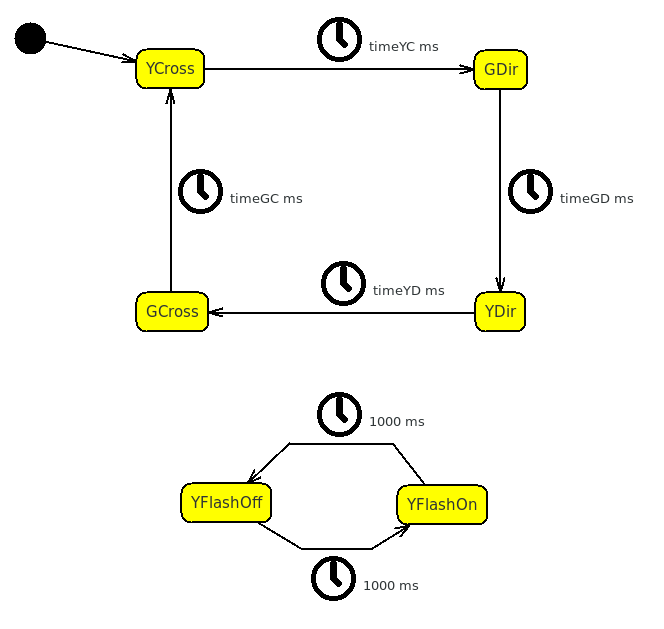 timeYC ms
YCross
GDir
timeGC ms
timeGD ms
timeYD ms
GCross
YDir
1000 ms
YFlashOff
YFlashOn
1000 ms